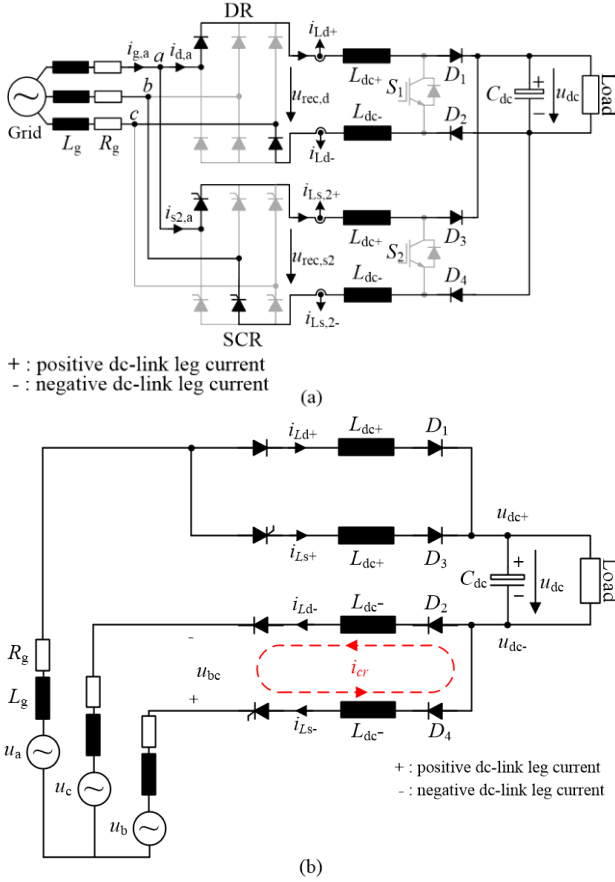 DR
i_g,a a i_d,a
i_Ld+
L_dc+
D_1
S_1
b
u_rec,d
C_dc
+
−
u_dc
Load
Grid
c
D_2
L_g R_g
i_Ld-
L_dc-
i_s2,a
i_Ls,2+
L_dc+
D_3
u_rec,s2
S_2
L_dc-
D_4
i_Ls,2-
SCR
+ : positive dc-link leg current
- : negative dc-link leg current
(a)
i_Ld+ L_dc+ D_1
u_dc+
i_Ls+ L_dc+ D_3
C_dc
+
−
u_dc
Load
i_Ld- L_dc- D_2
u_dc-
-
u_bc
+
i_cr
i_Ls- L_dc- D_4
R_g
L_g
u_a
u_c
u_b
+ : positive dc-link leg current
- : negative dc-link leg current
(b)